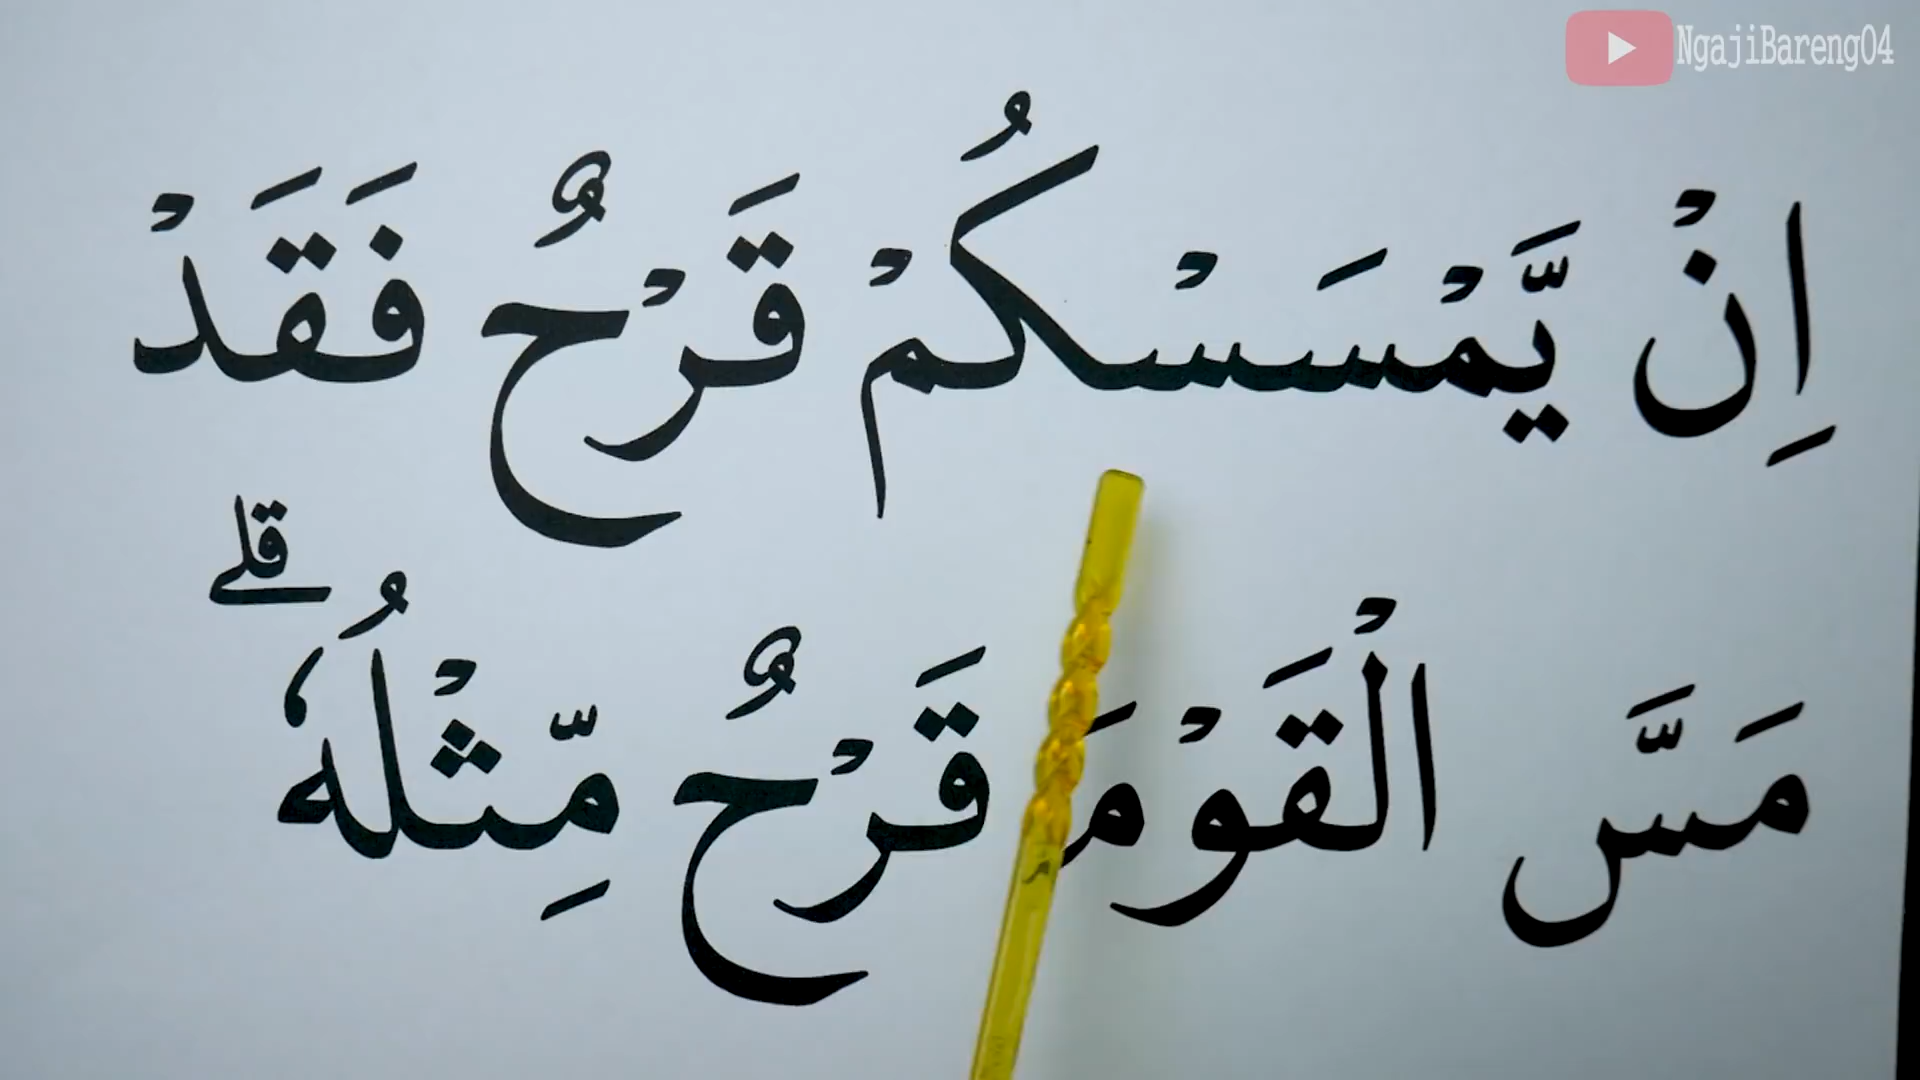 NgajiBareng04
اِنْ يَّمْسَسْكُمْ قَرْحٌ فَقَدْ
مَسَّ الْقَوْمَ قَرْحٌ مِّثْلُهٗ ۗ